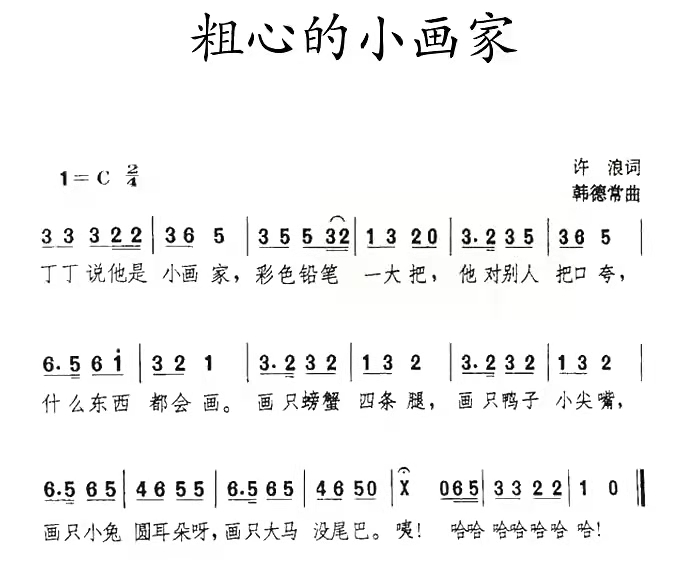 粗心的小画家
许 浪词
1=C 2/4
韩德常曲
3 3 3 2 2 | 3 6 5 | 3 5 5 3 2 | 1 3 2 0 | 3. 2 3 5 | 3 6 5 |
丁丁说他是 小画家，彩色铅笔 一大把，他对别人 把口夸，
6. 5 6 i | 3 2 1 | 3. 2 3 2 | 1 3 2 | 3. 2 3 2 | 1 3 2 |
什么东西 都会画。画只螃蟹 四条腿，画只鸭子 小尖嘴，
6. 5 6 5 | 4 6 5 5 | 6. 5 6 5 | 4 6 5 0 | X 0 6 5 | 3 3 2 2 | 1 0 ‖
画只小兔 圆耳朵呀，画只大马 没尾巴。咦！ 哈哈 哈哈哈哈 哈！